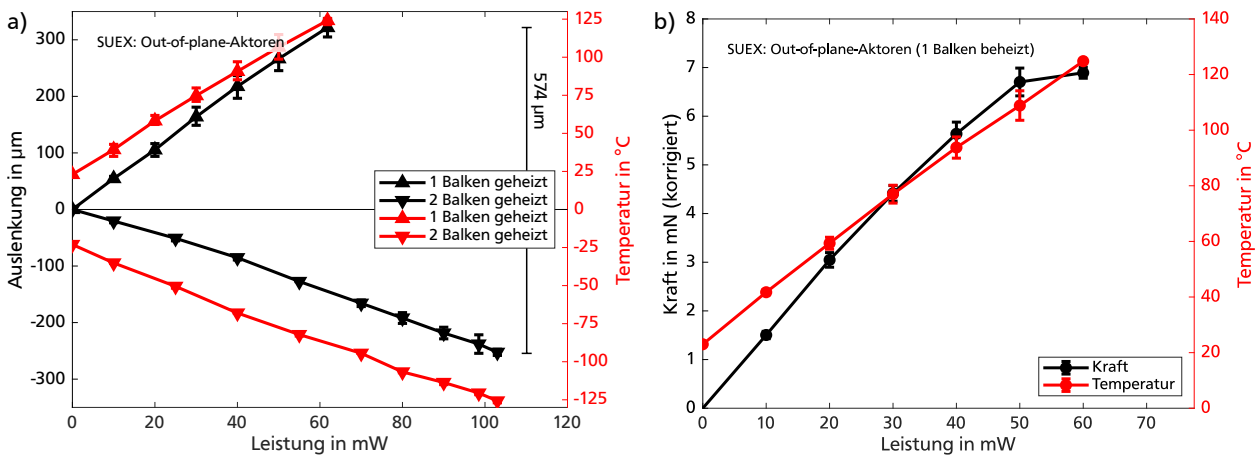 a)
SUEX: Out-of-plane-Aktoren
Auslenkung in µm
300
200
100
0
-100
-200
-300
0
20
40
60
80
100
120
Leistung in mW
125
100
75
50
25
0
-25
-50
-75
-100
-125
Temperatur in °C
574 µm
1 Balken geheizt
2 Balken geheizt
1 Balken geheizt
2 Balken geheizt
b)
SUEX: Out-of-plane-Aktoren (1 Balken beheizt)
Kraft in mN (korrigiert)
8
7
6
5
4
3
2
1
0
0
10
20
30
40
50
60
70
Leistung in mW
140
120
100
80
60
40
20
0
Temperatur in °C
Kraft
Temperatur